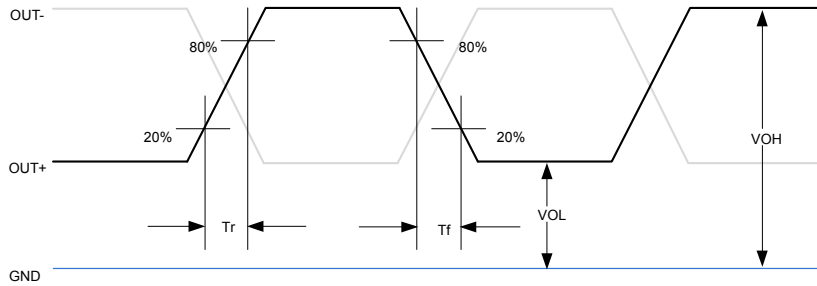 OUT-
80%
80%
20%
20%
VOH
OUT+
VOL
Tr
Tf
GND